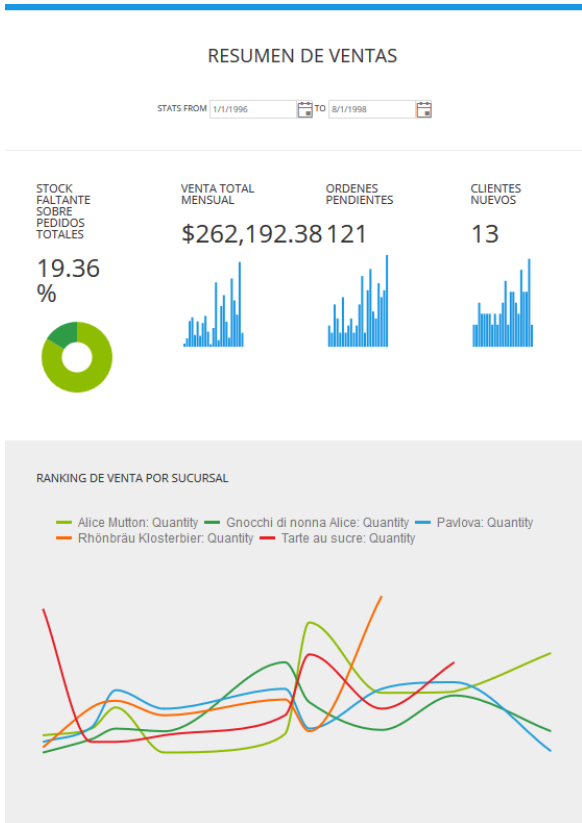 RESUMEN DE VENTAS
STATS FROM 1/1/1996 TO 8/1/1998
STOCK
FALTANTE
SOBRE
PEDIDOS
TOTALES
19.36
%
VENTA TOTAL
MENSUAL
$262,192.38
ORDENES
PENDIENTES
121
CLIENTES
NUEVOS
13
RANKING DE VENTA POR SUCURSAL
Alice Mutton: Quantity Gnocchi di nonna Alice: Quantity Pavlova: Quantity
Rhönbräu Klosterbier: Quantity Tarte au sucre: Quantity